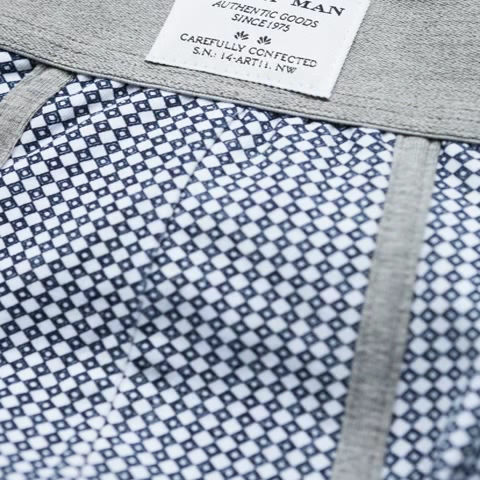 MAN
AUTHENTIC GOODS
SINCE 1975
CAREFULLY CONFECTED
S.N.: 14-ART11. NW